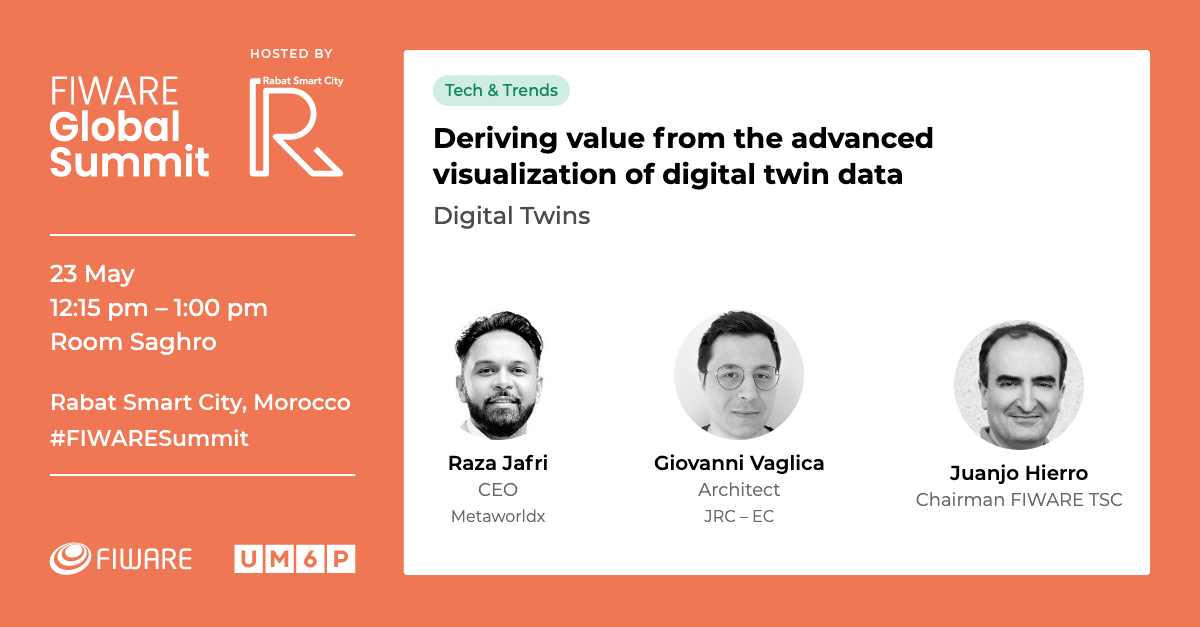 HOSTED BY
FIWARE
Global
Summit
Rabat Smart City
R
23 May
12:15 pm – 1:00 pm
Room Saghro
Rabat Smart City, Morocco
#FIWARESummit
FIWARE
UM6P
Tech & Trends
Deriving value from the advanced
visualization of digital twin data
Digital Twins
Raza Jafri
CEO
Metaworldx
Giovanni Vaglica
Architect
JRC – EC
Juanjo Hierro
Chairman FIWARE TSC